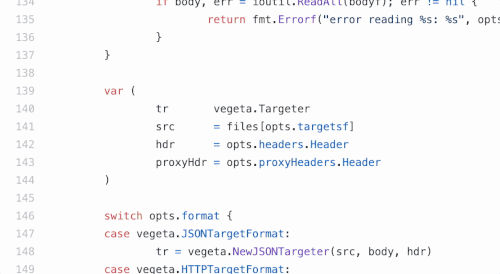 134 if body, err = ioutil.ReadAll(bodyf); err != nil {
135 return fmt.Errorf("error reading %s: %s", opts
136 }
137 }
138
139 var (
140 tr vegeta.Targeter
141 src = files[opts.targetsf]
142 hdr = opts.headers.Header
143 proxyHdr = opts.proxyHeaders.Header
144 )
145
146 switch opts.format {
147 case vegeta.JSONTargetFormat:
148 tr = vegeta.NewJSONTargeter(src, body, hdr)
149 case vegeta.HTTPTargetFormat: